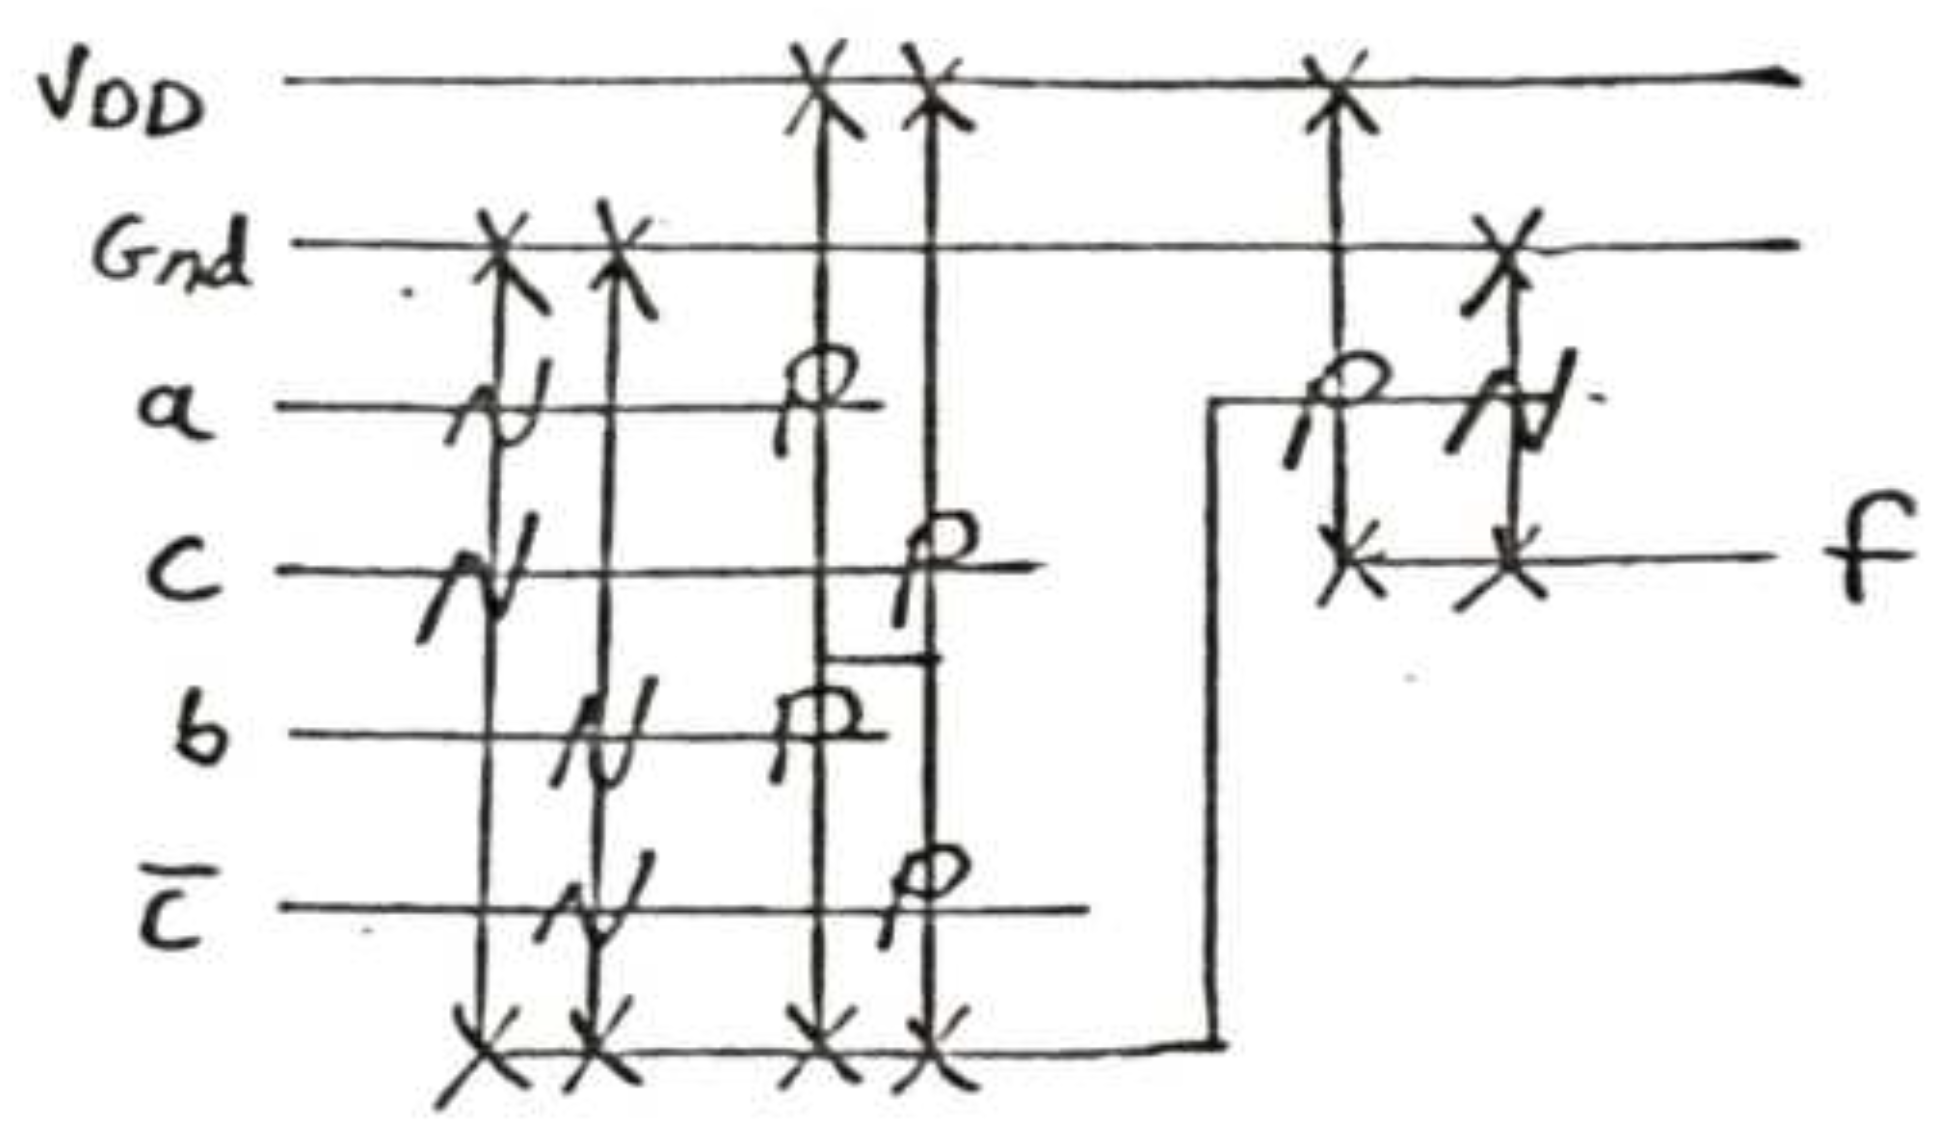 VDD
Gnd
a N P P N
c N P f
b N P
c̅ N P